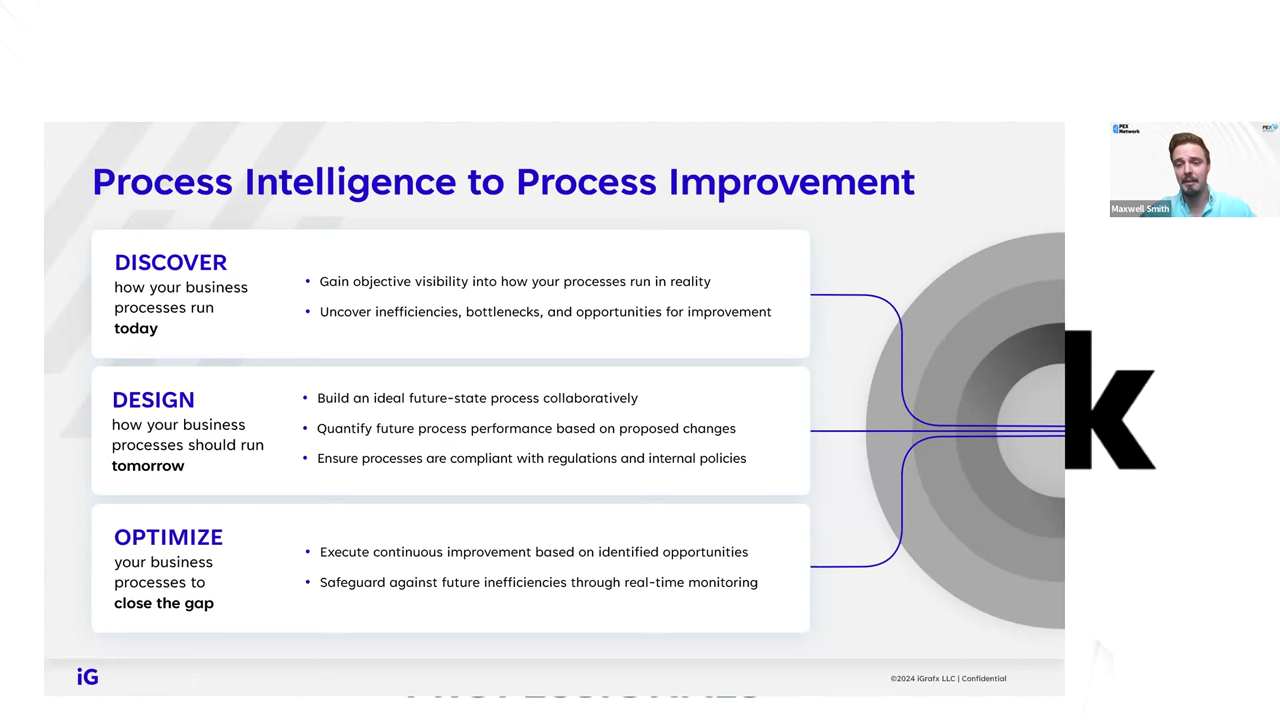 Process Intelligence to Process Improvement
DISCOVER
how your business
processes run
today
• Gain objective visibility into how your processes run in reality
• Uncover inefficiencies, bottlenecks, and opportunities for improvement
DESIGN
how your business
processes should run
tomorrow
• Build an ideal future-state process collaboratively
• Quantify future process performance based on proposed changes
• Ensure processes are compliant with regulations and internal policies
OPTIMIZE
your business
processes to
close the gap
• Execute continuous improvement based on identified opportunities
• Safeguard against future inefficiencies through real-time monitoring
iG
©2024 iGrafx LLC | Confidential
PEX
Network
Maxwell Smith
k